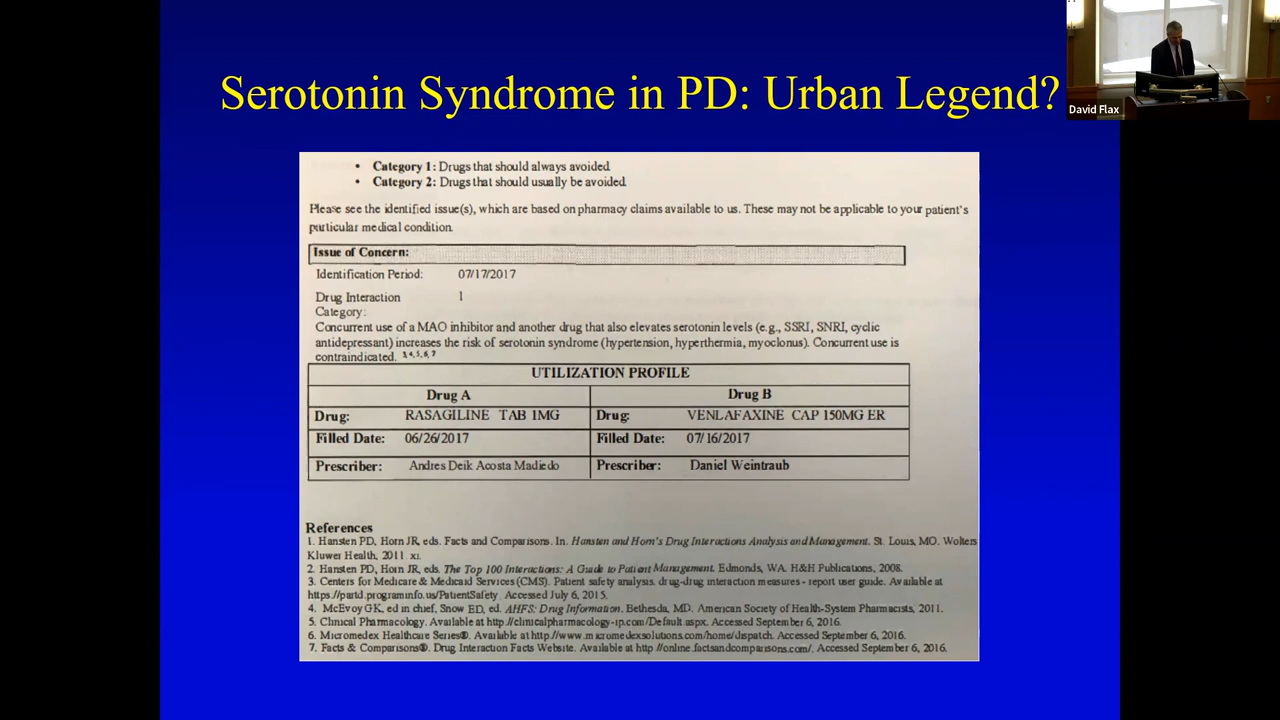 Serotonin Syndrome in PD: Urban Legend?
David Flax
• Category 1: Drugs that should always avoided.
• Category 2: Drugs that should usually be avoided.
Please see the identified issue(s), which are based on pharmacy claims available to us. These may not be applicable to your patient's
particular medical condition.
Issue of Concern:
Identification Period: 07/17/2017
Drug Interaction 1
Category:
Concurrent use of a MAO inhibitor and another drug that also elevates serotonin levels (e.g., SSRI, SNRI, cyclic
antidepressant) increases the risk of serotonin syndrome (hypertension, hyperthermia, myoclonus). Concurrent use is
contraindicated. 3,4,5,6,7
UTILIZATION PROFILE
Drug A Drug B
Drug: RASAGILINE TAB 1MG Drug: VENLAFAXINE CAP 150MG ER
Filled Date: 06/26/2017 Filled Date: 07/16/2017
Prescriber: Andres Deik Acosta Madiedo Prescriber: Daniel Weintraub
References
1. Hansten PD, Horn JR, eds. Facts and Comparisons. In. Hansten and Horn's Drug Interactions Analysis and Management. St. Louis, MO. Wolters
Kluwer Health, 2011. xi.
2. Hansten PD, Horn JR, eds. The Top 100 Interactions: A Guide to Patient Management. Edmonds, WA. H&H Publications, 2008.
3. Centers for Medicare & Medicaid Services (CMS). Patient safety analysis. drug-drug interaction measures - report user guide. Available at
https://partd.programinfo.us/PatientSafety. Accessed July 6, 2015.
4. McEvoy GK, ed in chief, Snow ED, ed. AHFS: Drug Information. Bethesda, MD. American Society of Health-System Pharmacists, 2011.
5. Clinical Pharmacology. Available at http://clinicalpharmacology-ip.com/Default.aspx. Accessed September 6, 2016.
6. Micromedex Healthcare Series®. Available at http://www.micromedexsolutions.com/home/dispatch. Accessed September 6, 2016.
7. Facts & Comparisons®. Drug Interaction Facts Website. Available at http://online.factsandcomparisons.com/. Accessed September 6, 2016.